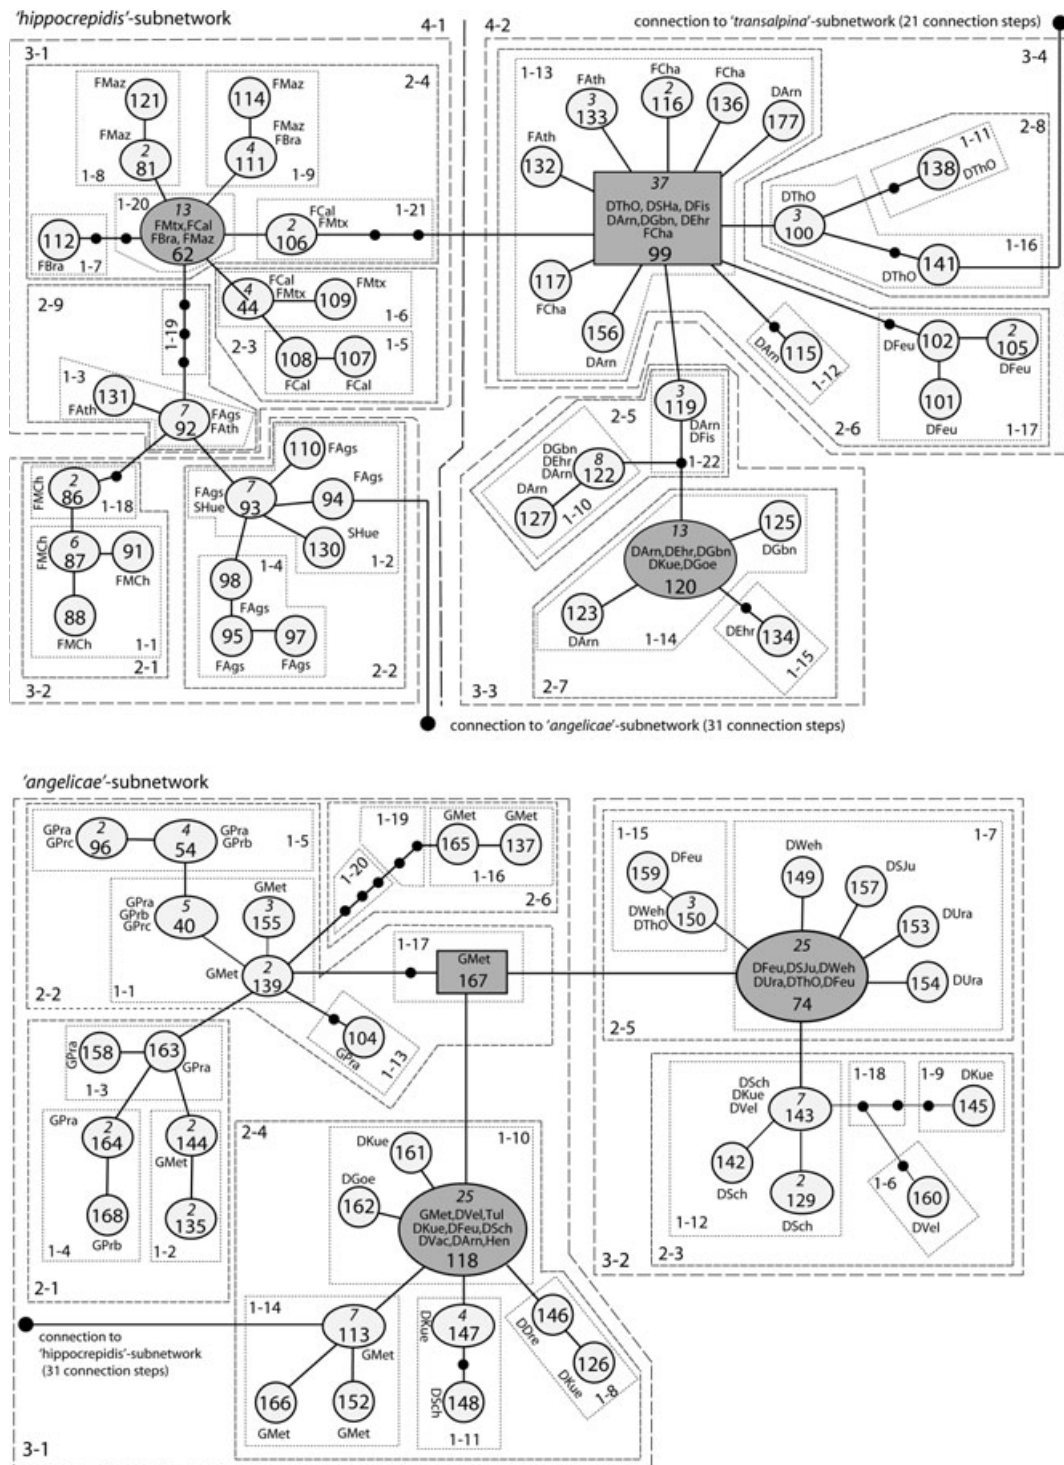 'hippocrepidis'-subnetwork
4-1
4-2
connection to 'transalpina'-subnetwork (21 connection steps)
3-1
2-4
3-4
FMaz
121
FMaz
2
81
1-8
FMaz
114
FMaz
FBra
4
111
1-9
1-20
13
FMtx,FCal
FBra, FMaz
62
112
FBra
1-7
FCal
FMtx
2
106
1-21
2-9
1-19
FCal
FMtx
4
44
109
FMtx
1-6
2-3
108
FCal
107
FCal
1-5
1-3
131
FAth
7
92
FAgs
FAth
FMCh
2
86
1-18
FMCh
6
87
91
FMCh
88
FMCh
1-1
2-1
3-2
110
FAgs
FAgs
SHue
7
93
FAgs
94
SHue
130
1-2
1-4
98
FAgs
95
FAgs
97
FAgs
2-2
1-13
FAth
3
133
FCha
2
116
FCha
136
DArn
177
FAth
132
37
DThO, DSHa, DFis
DArn,DGbn, DEhr
FCha
99
117
FCha
156
DArn
2-8
1-11
138
DThO
DThO
3
100
1-16
141
DThO
DArn
115
1-12
DFeu
102
2
105
DFeu
101
DFeu
1-17
2-6
2-5
3
119
DArn
DFis
1-22
DGbn
DEhr
DArn
8
122
DArn
127
1-10
13
DArn,DEhr,DGbn
DKue,DGoe
120
125
DGbn
123
DArn
1-14
DEhr
134
1-15
3-3
2-7
connection to 'angelicae'-subnetwork (31 connection steps)
'angelicae'-subnetwork
GPra
GPrc
2
96
4
54
GPra
GPrb
1-5
GPra
GPrb
GPrc
5
40
GMet
3
155
GMet
2
139
1-1
2-2
1-19
1-20
GMet
165
GMet
137
1-16
2-6
1-17
GMet
167
104
GPra
1-13
GPra
158
163
GPra
1-3
GPra
2
164
168
GPrb
1-4
2
144
GMet
2
135
1-2
2-1
2-4
1-10
DKue
161
DGoe
162
25
GMet,DVel,Tul
DKue,DFeu,DSch
DVac,DArn,Hen
118
1-14
7
113
GMet
166
GMet
152
GMet
DKue
4
147
DSch
148
1-11
146
DDre
126
DKue
1-8
connection to
'hippocrepidis'-subnetwork
(31 connection steps)
3-1
1-15
159
DFeu
DWeh
DThO
3
150
1-7
DWeh
149
DSJu
157
DUra
153
154
DUra
25
DFeu,DSJu,DWeh
DUra,DThO,DFeu
74
2-5
DSch
DKue
DVel
7
143
142
DSch
2
129
DSch
1-12
1-18
1-9
DKue
145
1-6
160
DVel
3-2
2-3